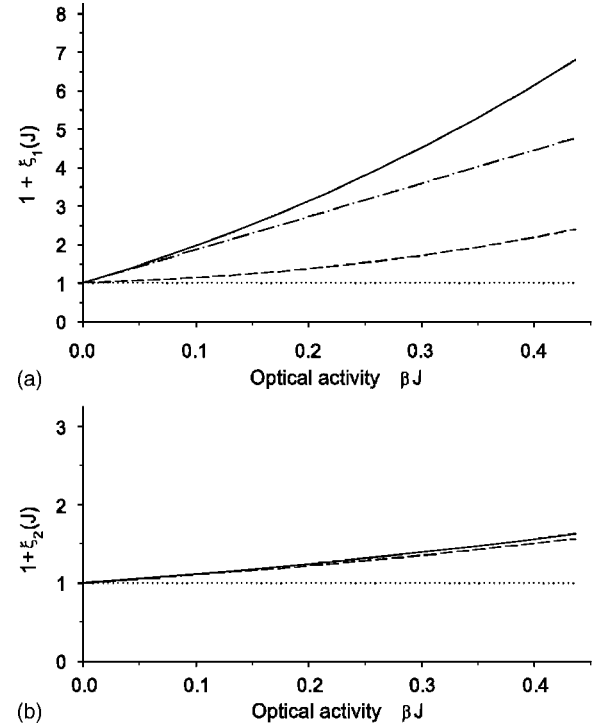 8
7
6
5
4
3
2
1
0
1 + ξ₁(J)
0.0 0.1 0.2 0.3 0.4
(a) Optical activity βJ
3
2
1
0
1+ξ₂(J)
0.0 0.1 0.2 0.3 0.4
(b) Optical activity βJ